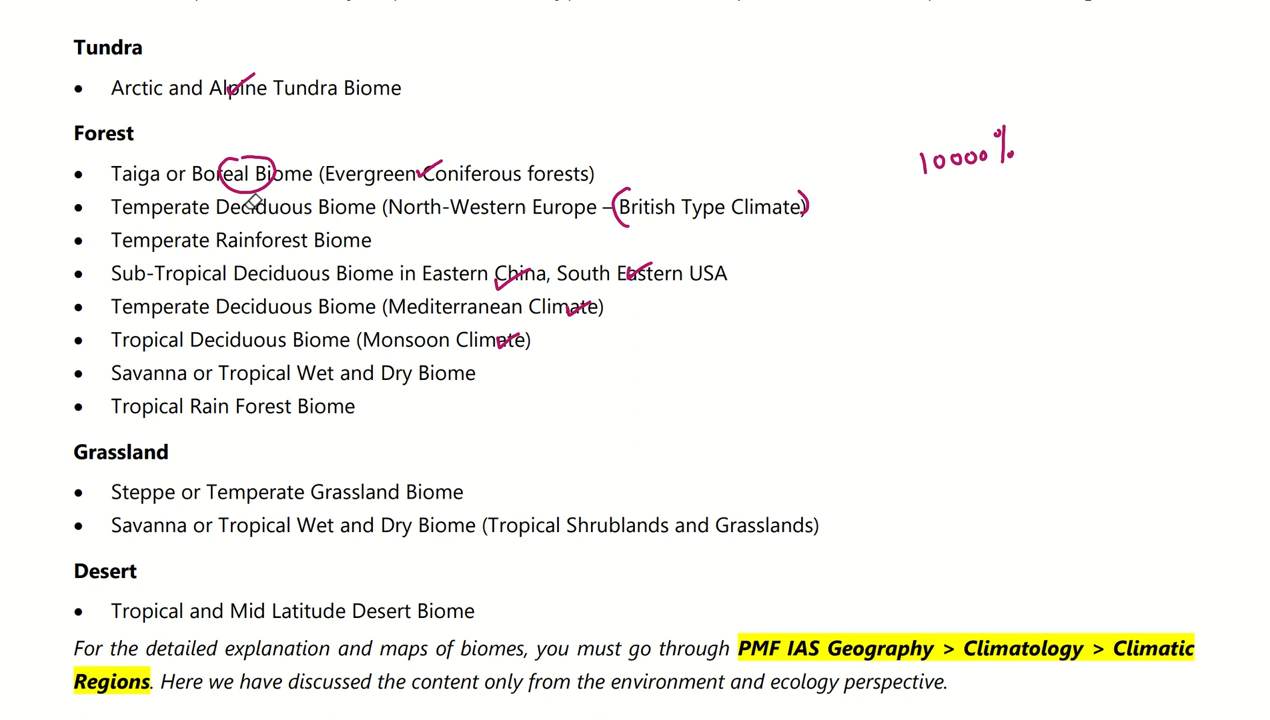 Tundra
• Arctic and Alpine Tundra Biome
Forest
10000%
• Taiga or Boreal Biome (Evergreen Coniferous forests)
• Temperate Deciduous Biome (North-Western Europe – British Type Climate)
• Temperate Rainforest Biome
• Sub-Tropical Deciduous Biome in Eastern China, South Eastern USA
• Temperate Deciduous Biome (Mediterranean Climate)
• Tropical Deciduous Biome (Monsoon Climate)
• Savanna or Tropical Wet and Dry Biome
• Tropical Rain Forest Biome
Grassland
• Steppe or Temperate Grassland Biome
• Savanna or Tropical Wet and Dry Biome (Tropical Shrublands and Grasslands)
Desert
• Tropical and Mid Latitude Desert Biome
For the detailed explanation and maps of biomes, you must go through PMF IAS Geography > Climatology > Climatic
Regions. Here we have discussed the content only from the environment and ecology perspective.